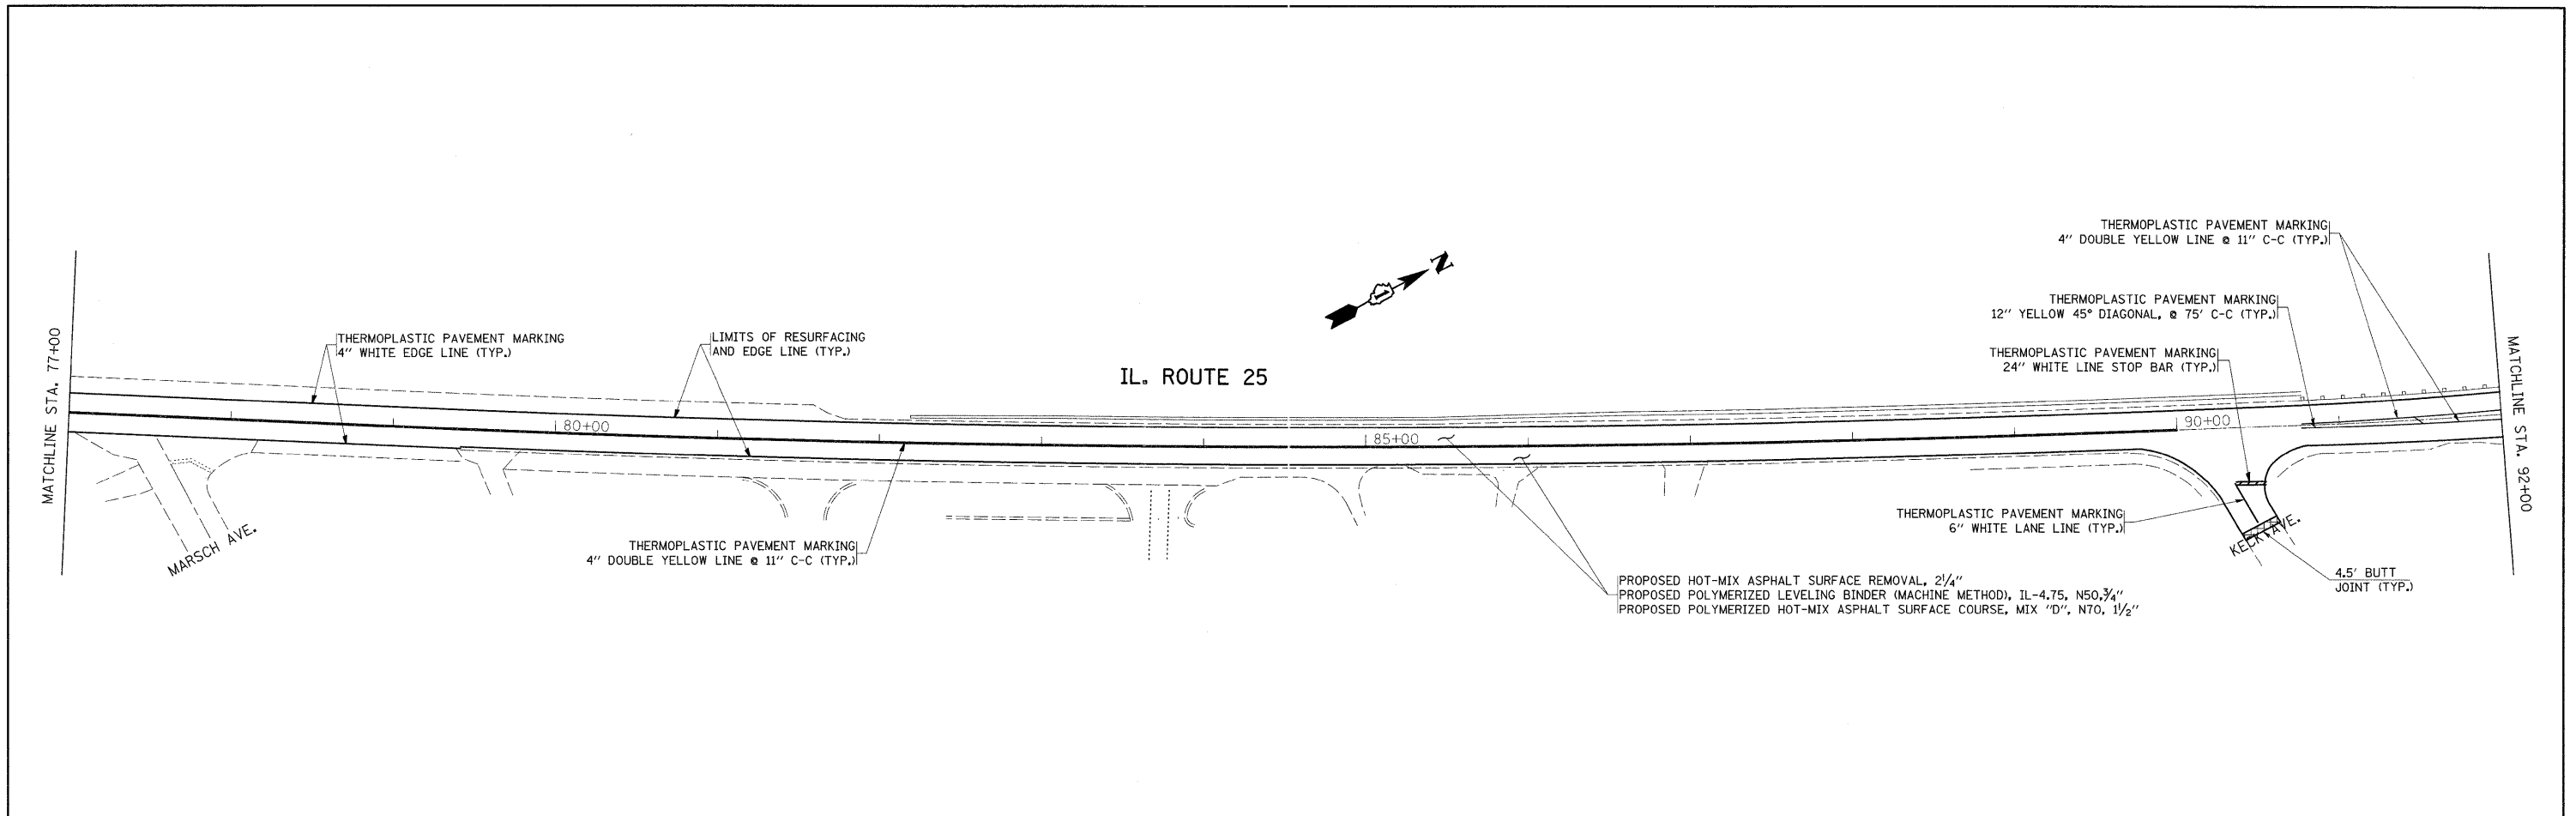 THERMOPLASTIC PAVEMENT MARKING
4" DOUBLE YELLOW LINE @ 11" C-C (TYP.)
THERMOPLASTIC PAVEMENT MARKING
12" YELLOW 45° DIAGONAL, @ 75' C-C (TYP.)
THERMOPLASTIC PAVEMENT MARKING
24" WHITE LINE STOP BAR (TYP.)
N
MATCHLINE STA. 77+00
THERMOPLASTIC PAVEMENT MARKING
4" WHITE EDGE LINE (TYP.)
LIMITS OF RESURFACING
AND EDGE LINE (TYP.)
IL. ROUTE 25
MATCHLINE STA. 92+00
80+00
85+00
90+00
MARSCH AVE.
THERMOPLASTIC PAVEMENT MARKING
4" DOUBLE YELLOW LINE @ 11" C-C (TYP.)
THERMOPLASTIC PAVEMENT MARKING
6" WHITE LANE LINE (TYP.)
KECK AVE.
4.5' BUTT
JOINT (TYP.)
PROPOSED HOT-MIX ASPHALT SURFACE REMOVAL, 2¼"
PROPOSED POLYMERIZED LEVELING BINDER (MACHINE METHOD), IL-4.75, N50,¾"
PROPOSED POLYMERIZED HOT-MIX ASPHALT SURFACE COURSE, MIX "D", N70, 1½"